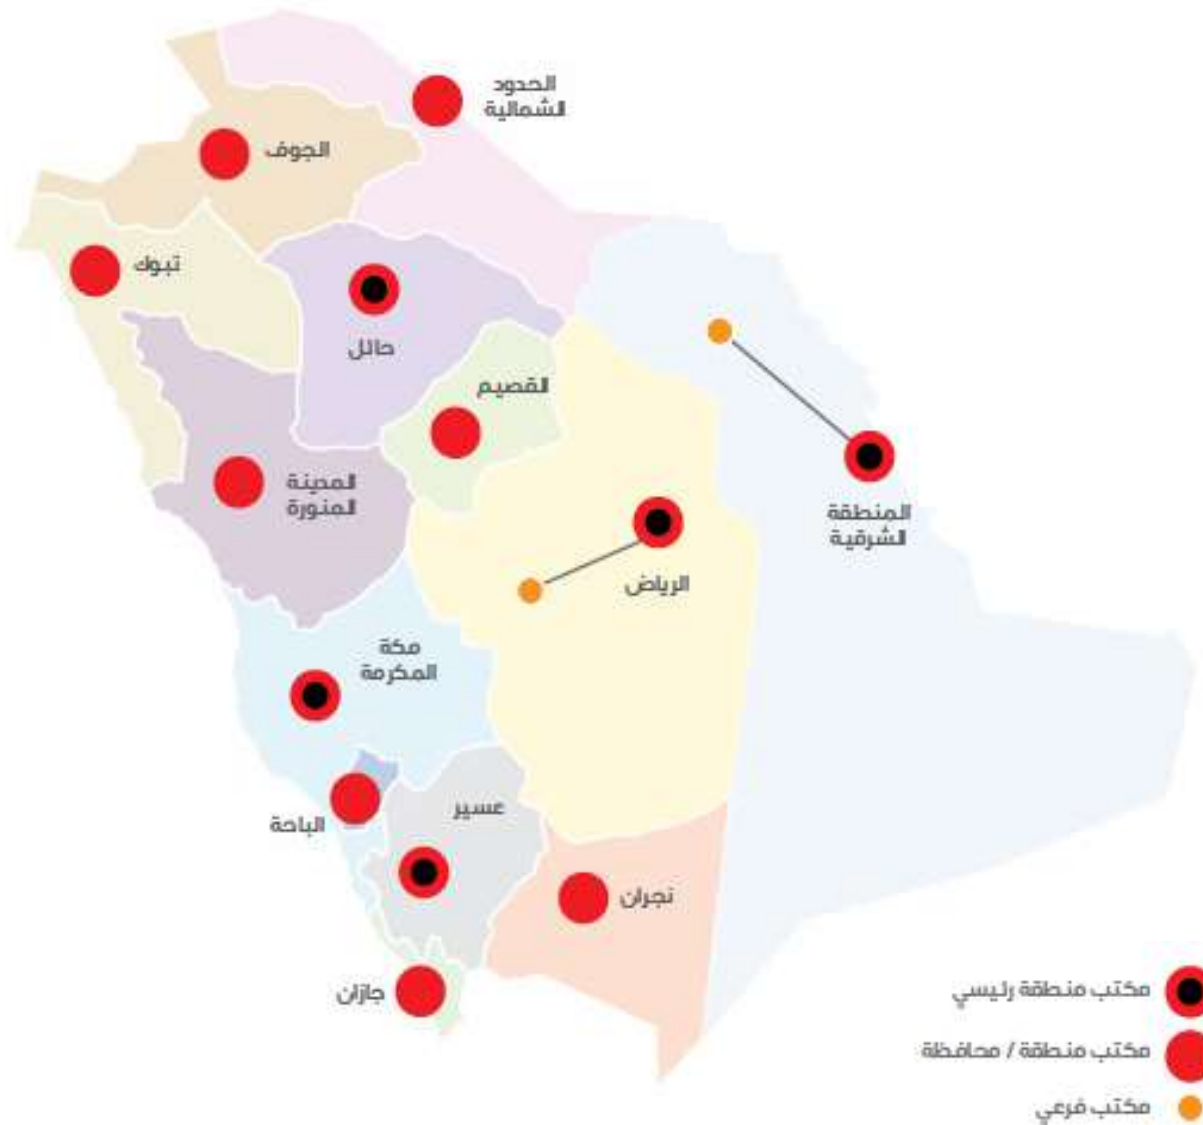 الحدود
الشمالية
الجوف
تبوك
حائل
القصيم
المدينة
المنورة
المنطقة
الشرقية
الرياض
مكة
المكرمة
عسير
الباحة
نجران
جازان
مكتب منطقة رئيسي
مكتب منطقة / محافظة
مكتب فرعي